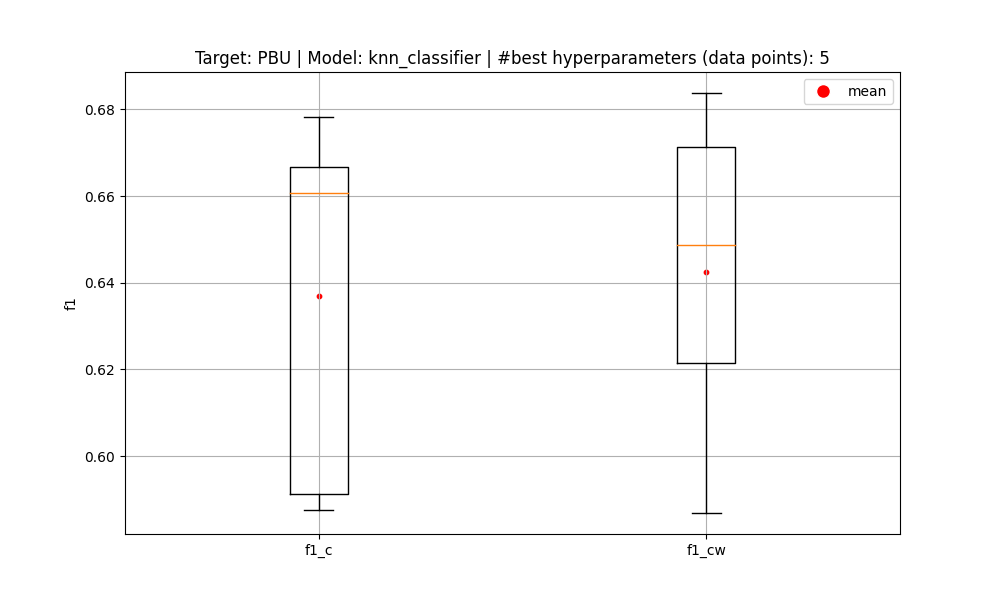 Target: PBU | Model: knn_classifier | #best hyperparameters (data points): 5
mean
0.68
0.66
0.64
0.62
0.60
f1
f1_c
f1_cw